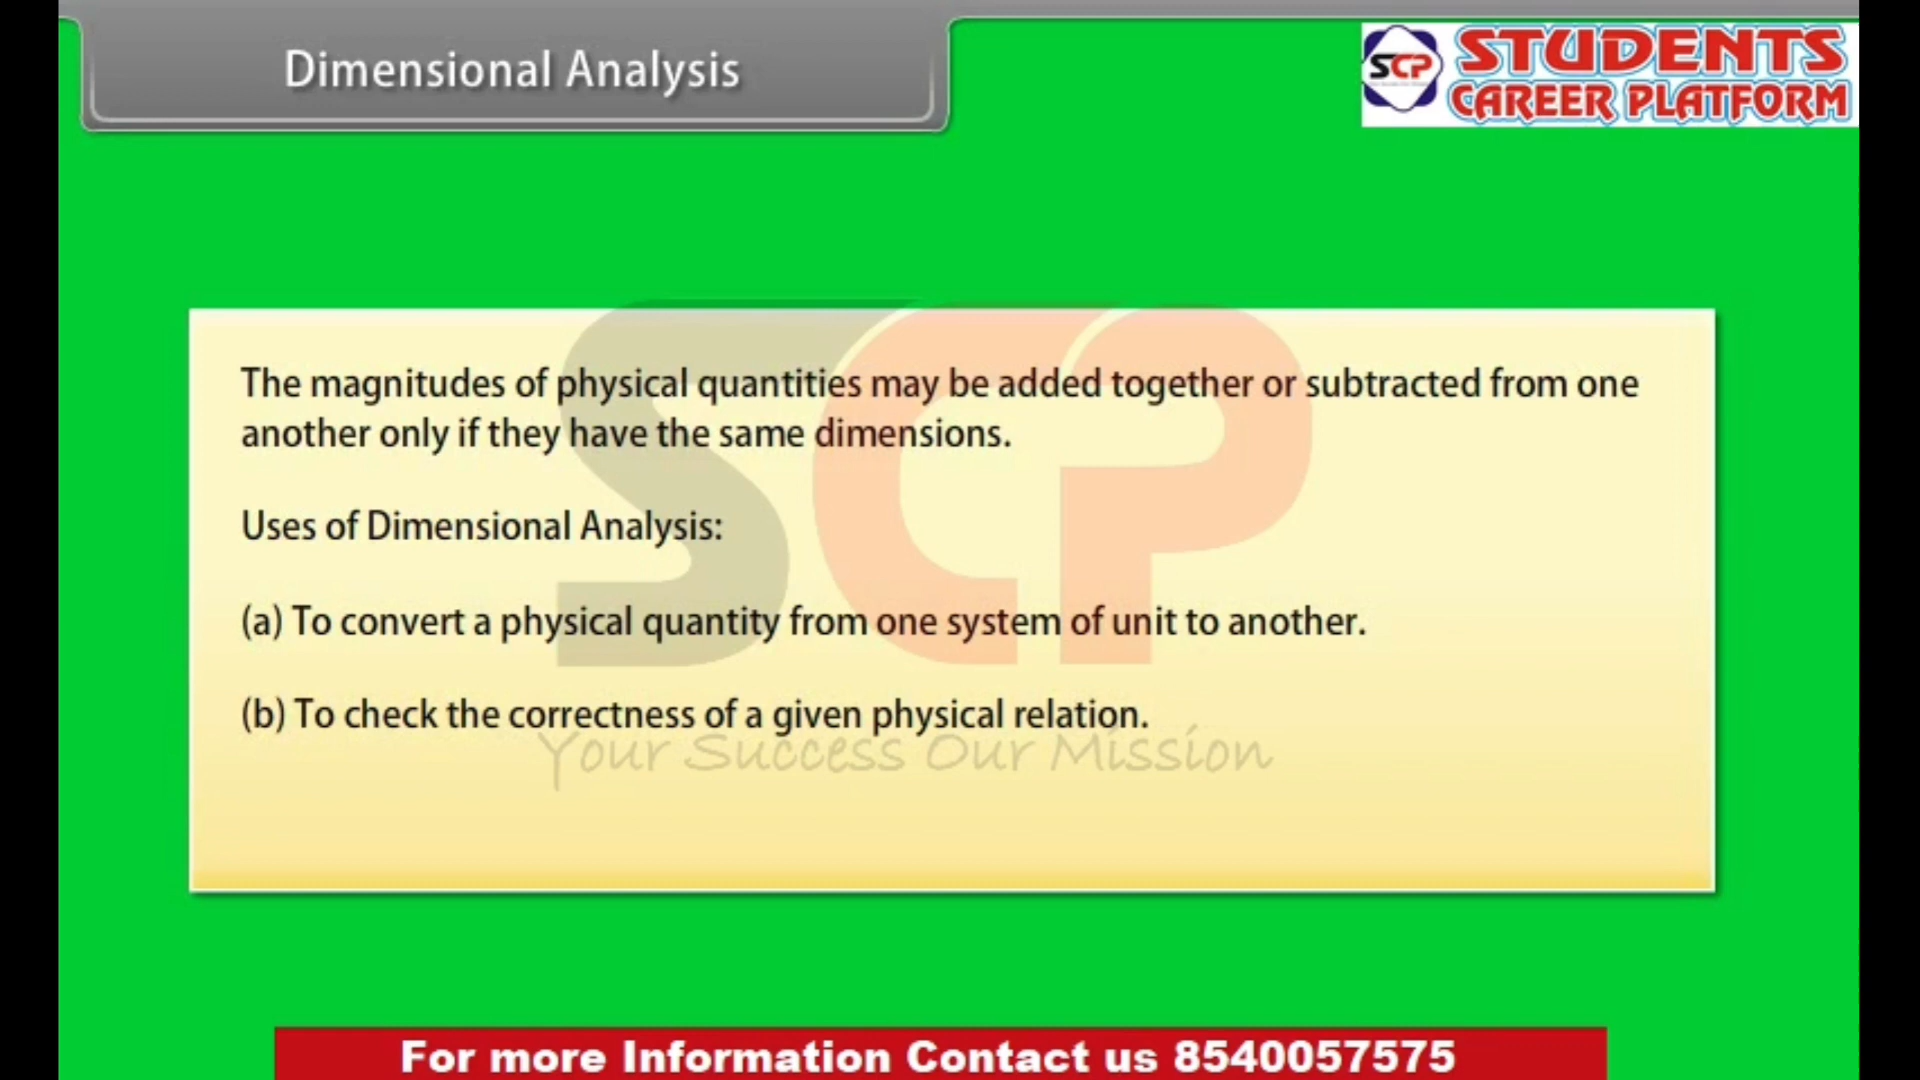 Dimensional Analysis
SCP
STUDENTS
CAREER PLATFORM
The magnitudes of physical quantities may be added together or subtracted from one
another only if they have the same dimensions.
Uses of Dimensional Analysis:
(a) To convert a physical quantity from one system of unit to another.
(b) To check the correctness of a given physical relation.
SCP
Your Success Our Mission
For more Information Contact us 8540057575